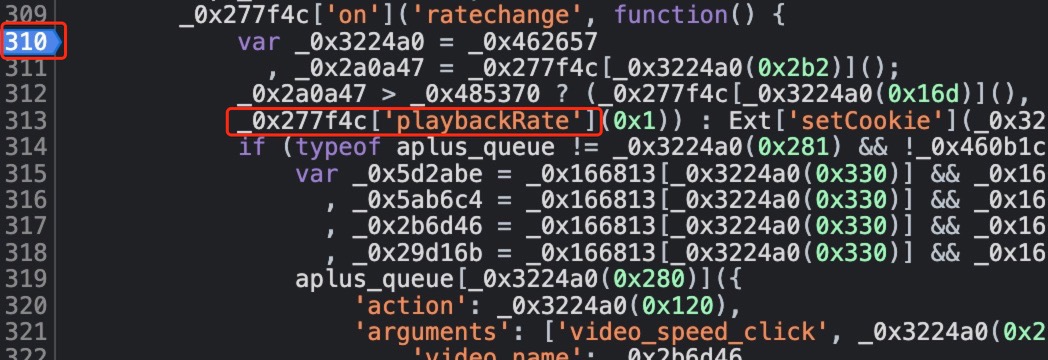 309 _0x277f4c['on']('ratechange', function() {
310 var _0x3224a0 = _0x462657
311 , _0x2a0a47 = _0x277f4c[_0x3224a0(0x2b2)]();
312 _0x2a0a47 > _0x485370 ? (_0x277f4c[_0x3224a0(0x16d)](),
313 _0x277f4c['playbackRate'](0x1)) : Ext['setCookie'](_0x32
314 if (typeof aplus_queue != _0x3224a0(0x281) && !_0x460b1c
315 var _0x5d2abe = _0x166813[_0x3224a0(0x330)] && _0x16
316 , _0x5ab6c4 = _0x166813[_0x3224a0(0x330)] && _0x16
317 , _0x2b6d46 = _0x166813[_0x3224a0(0x330)] && _0x16
318 , _0x29d16b = _0x166813[_0x3224a0(0x330)] && _0x16
319 aplus_queue[_0x3224a0(0x280)]({
320 'action': _0x3224a0(0x120),
321 'arguments': ['video_speed_click', _0x3224a0(0x2
322 'video_name': _0x2b6d46